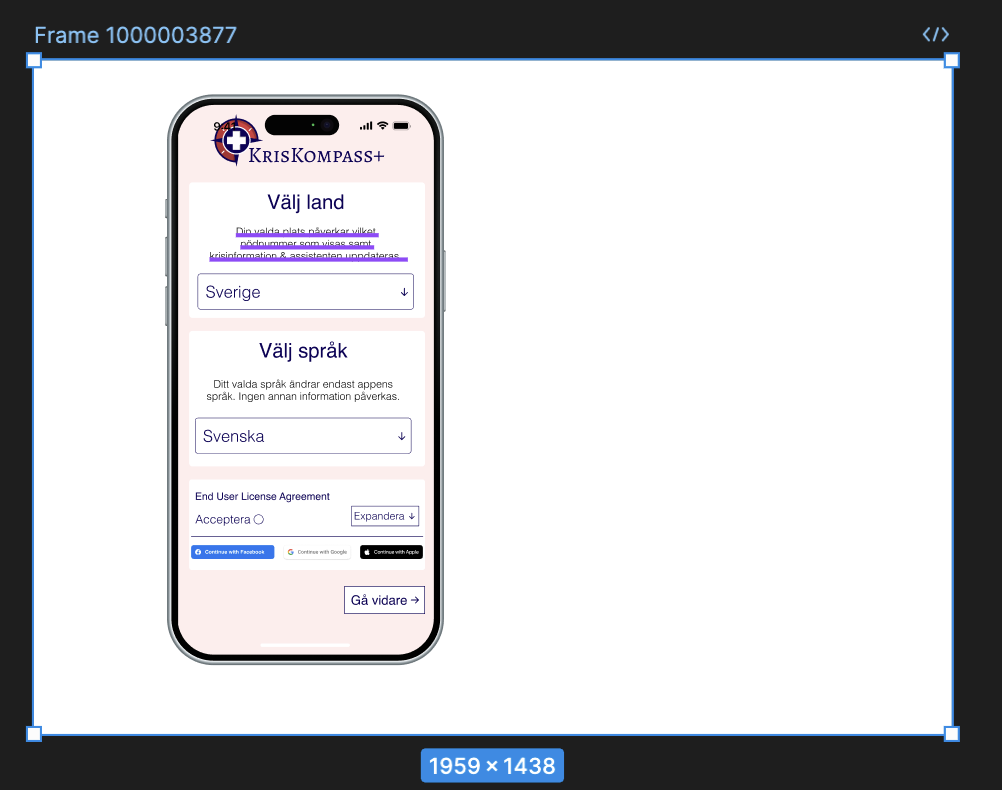 Frame 1000003877
</>
KRISKOMPASS+
Välj land
Din valda plats påverkar vilket
nödnummer som visas samt
krisinformation & assistenten uppdateras.
Sverige ↓
Välj språk
Ditt valda språk ändrar endast appens
språk. Ingen annan information påverkas.
Svenska ↓
End User License Agreement
Acceptera
Expandera ↓
Continue with Facebook
Continue with Google
Continue with Apple
Gå vidare →
1959 × 1438